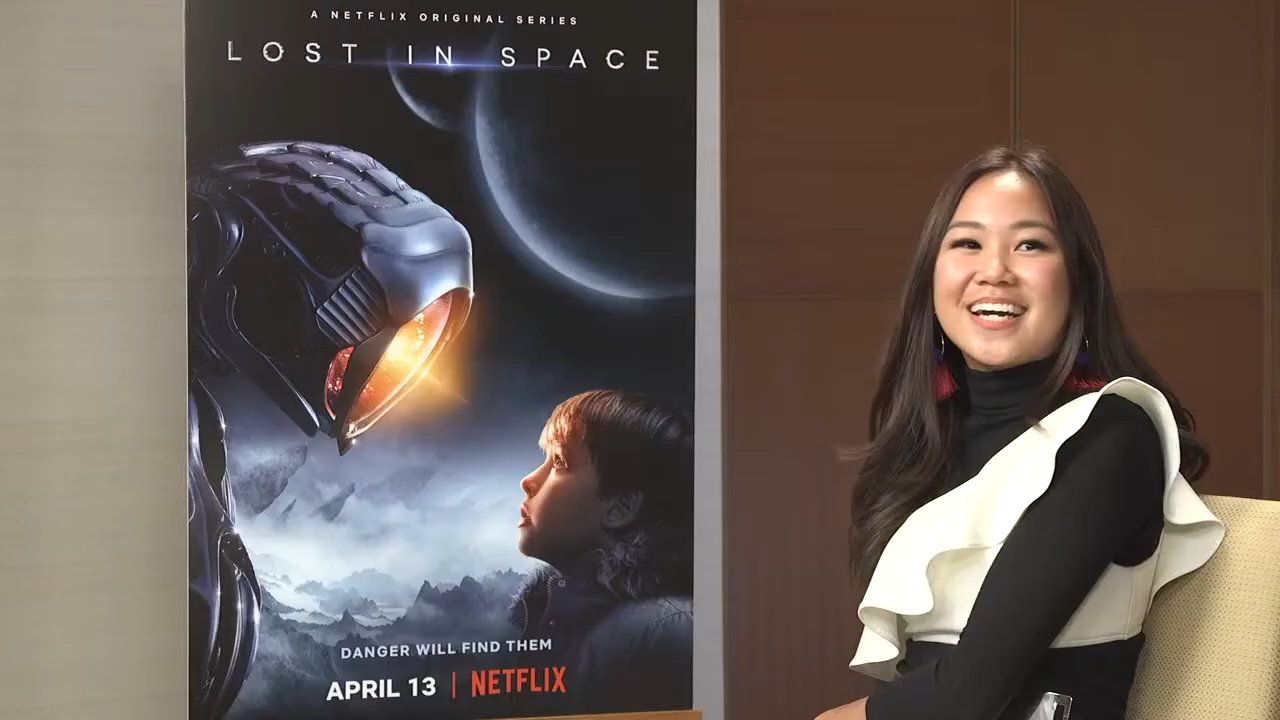 A NETFLIX ORIGINAL SERIES
LOST IN SPACE
DANGER WILL FIND THEM
APRIL 13 | NETFLIX